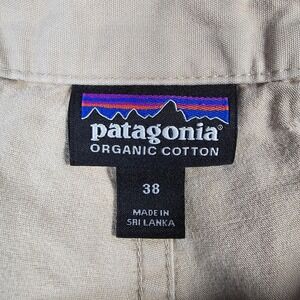 patagonia®
ORGANIC COTTON
38
MADE IN
SRI LANKA